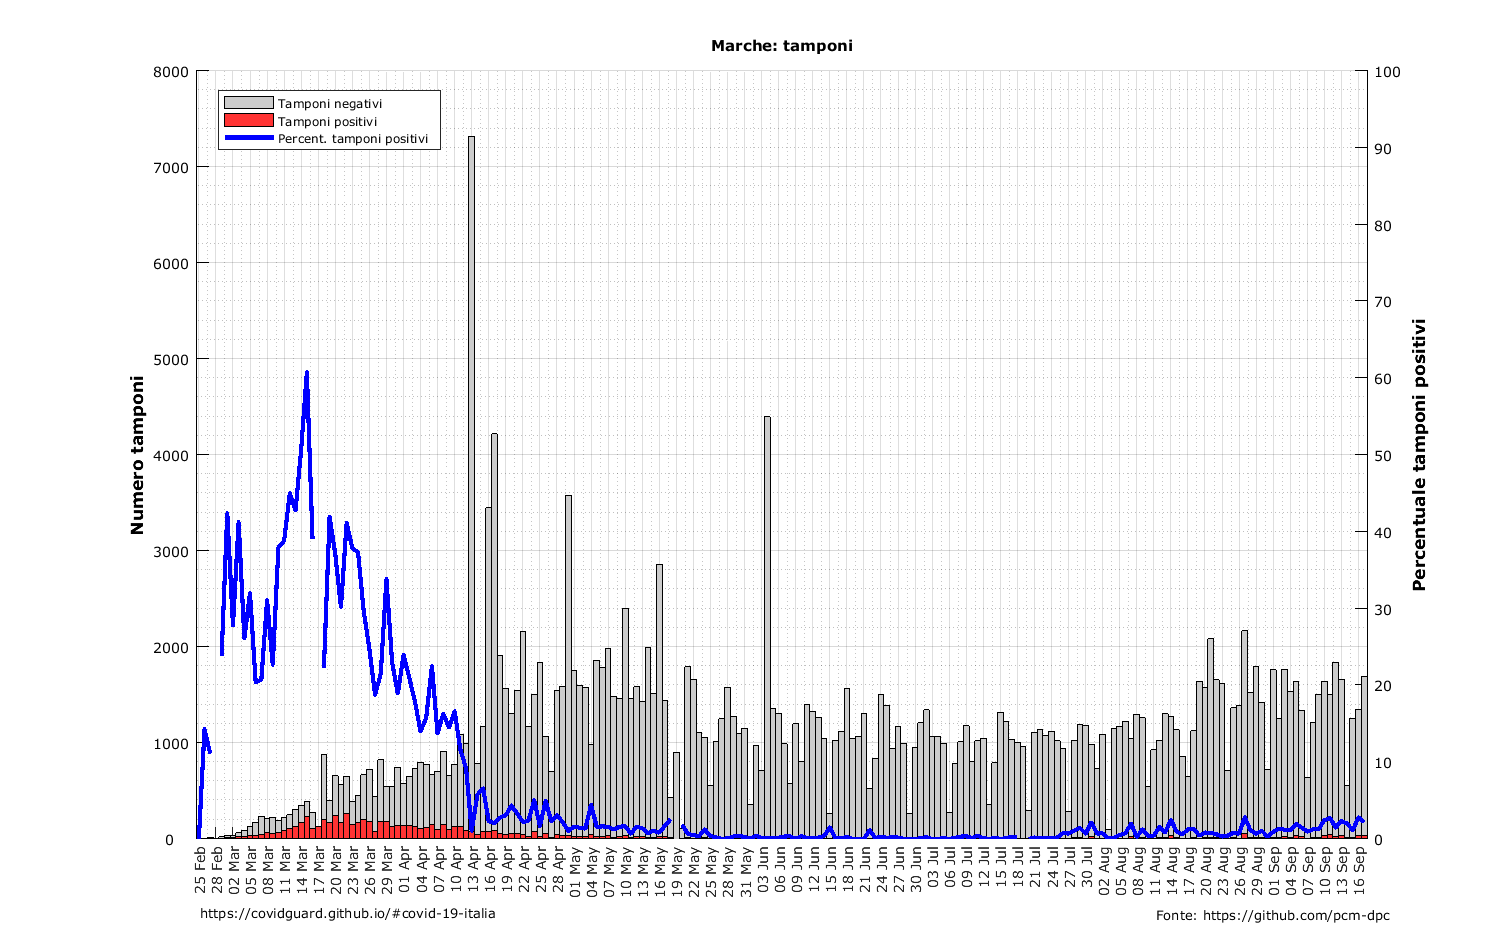 Marche: tamponi
8000
7000
6000
5000
4000
3000
2000
1000
0
Numero tamponi
Tamponi negativi
Tamponi positivi
Percent. tamponi positivi
100
90
80
70
60
50
40
30
20
10
0
Percentuale tamponi positivi
25 Feb
28 Feb
02 Mar
05 Mar
08 Mar
11 Mar
14 Mar
17 Mar
20 Mar
23 Mar
26 Mar
29 Mar
01 Apr
04 Apr
07 Apr
10 Apr
13 Apr
16 Apr
19 Apr
22 Apr
25 Apr
28 Apr
01 May
04 May
07 May
10 May
13 May
16 May
19 May
22 May
25 May
28 May
31 May
03 Jun
06 Jun
09 Jun
12 Jun
15 Jun
18 Jun
21 Jun
24 Jun
27 Jun
30 Jun
03 Jul
06 Jul
09 Jul
12 Jul
15 Jul
18 Jul
21 Jul
24 Jul
27 Jul
30 Jul
02 Aug
05 Aug
08 Aug
11 Aug
14 Aug
17 Aug
20 Aug
23 Aug
26 Aug
29 Aug
01 Sep
04 Sep
07 Sep
10 Sep
13 Sep
16 Sep
https://covidguard.github.io/#covid-19-italia
Fonte: https://github.com/pcm-dpc